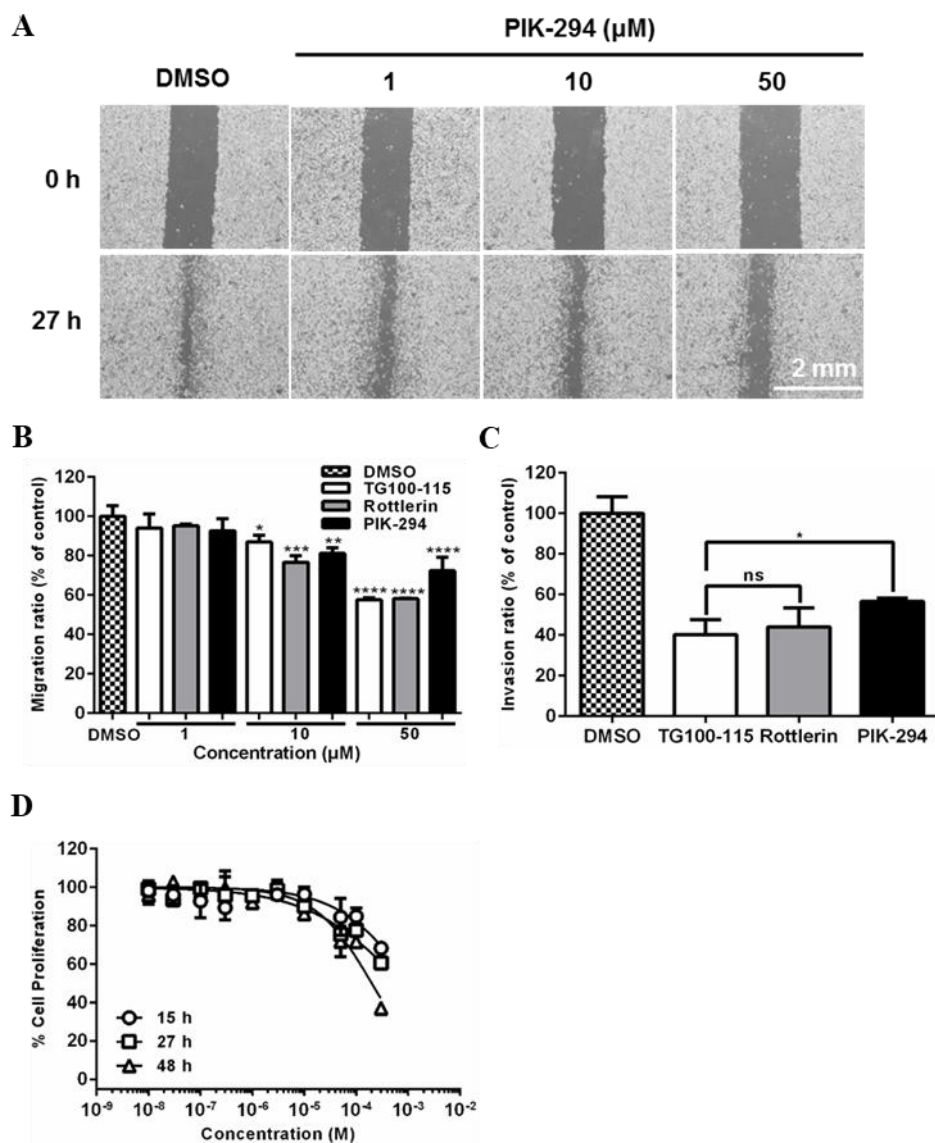 A
PIK-294 (µM)
DMSO 1 10 50
0 h
27 h
2 mm
B
Migration ratio (% of control)
120
100
80
60
40
20
0
DMSO
TG100-115
Rottlerin
PIK-294
* *** ** **** **** ****
DMSO 1 10 50
Concentration (µM)
C
Invasion ratio (% of control)
120
100
80
60
40
20
0
*
ns
DMSO TG100-115 Rottlerin PIK-294
D
% Cell Proliferation
120
100
80
60
40
20
0
15 h
27 h
48 h
10-9 10-8 10-7 10-6 10-5 10-4 10-3 10-2
Concentration (M)